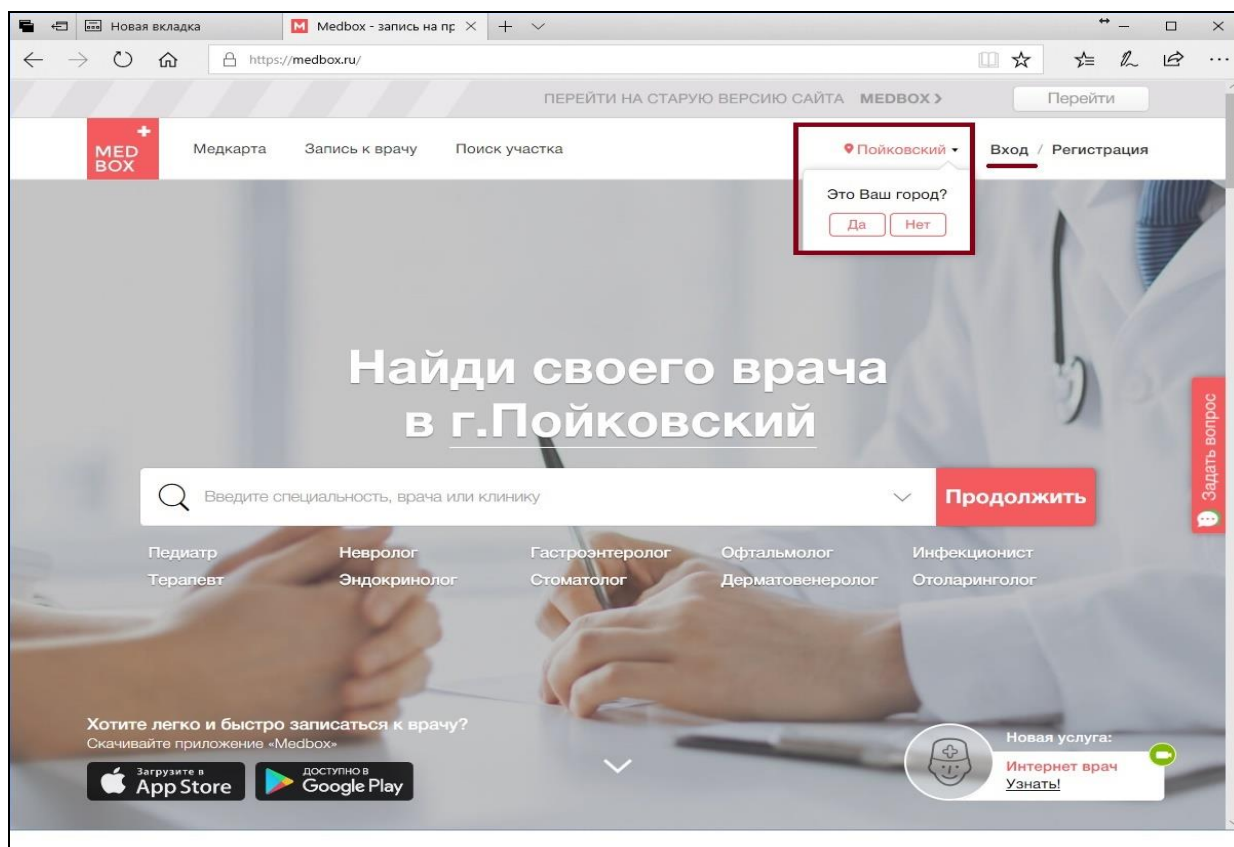 Новая вкладка
Medbox - запись на пр
https://medbox.ru/
ПЕРЕЙТИ НА СТАРУЮ ВЕРСИЮ САЙТА MEDBOX >
Перейти
MED
BOX
Медкарта
Запись к врачу
Поиск участка
Пойковский
Вход / Регистрация
Это Ваш город?
Да
Нет
Найди своего врача
в г.Пойковский
Введите специальность, врача или клинику
Продолжить
Задать вопрос
Педиатр Невролог Гастроэнтеролог Офтальмолог Инфекционист
Терапевт Эндокринолог Стоматолог Дерматовенеролог Отоларинголог
Хотите легко и быстро записаться к врачу?
Скачивайте приложение «Medbox»
Загрузите в
App Store
ДОСТУПНО В
Google Play
Новая услуга:
Интернет врач
Узнать!